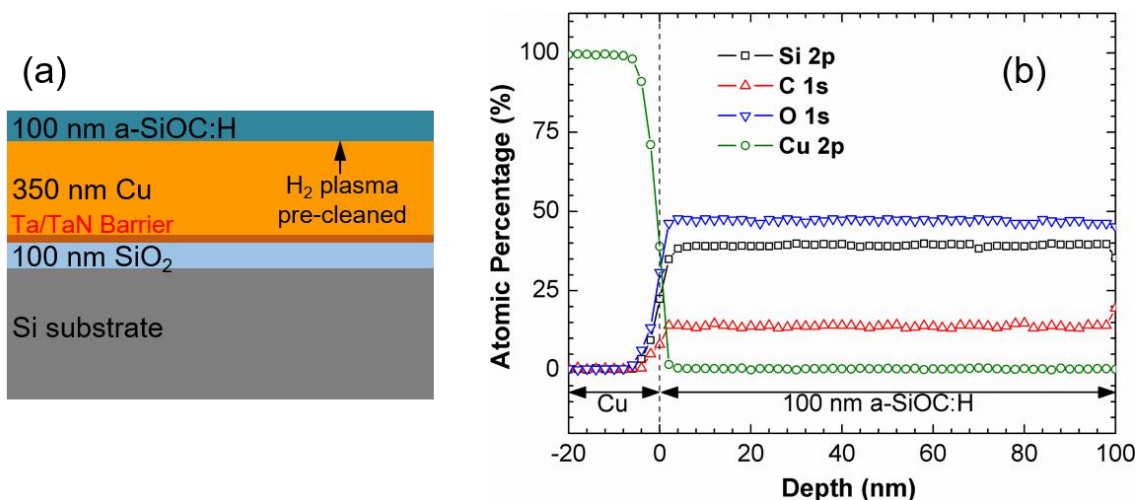 (a)
100 nm a-SiOC:H
350 nm Cu
H₂ plasma
pre-cleaned
Ta/TaN Barrier
100 nm SiO₂
Si substrate
(b)
Si 2p
C 1s
O 1s
Cu 2p
Atomic Percentage (%)
100
75
50
25
0
Cu
100 nm a-SiOC:H
-20 0 20 40 60 80 100
Depth (nm)